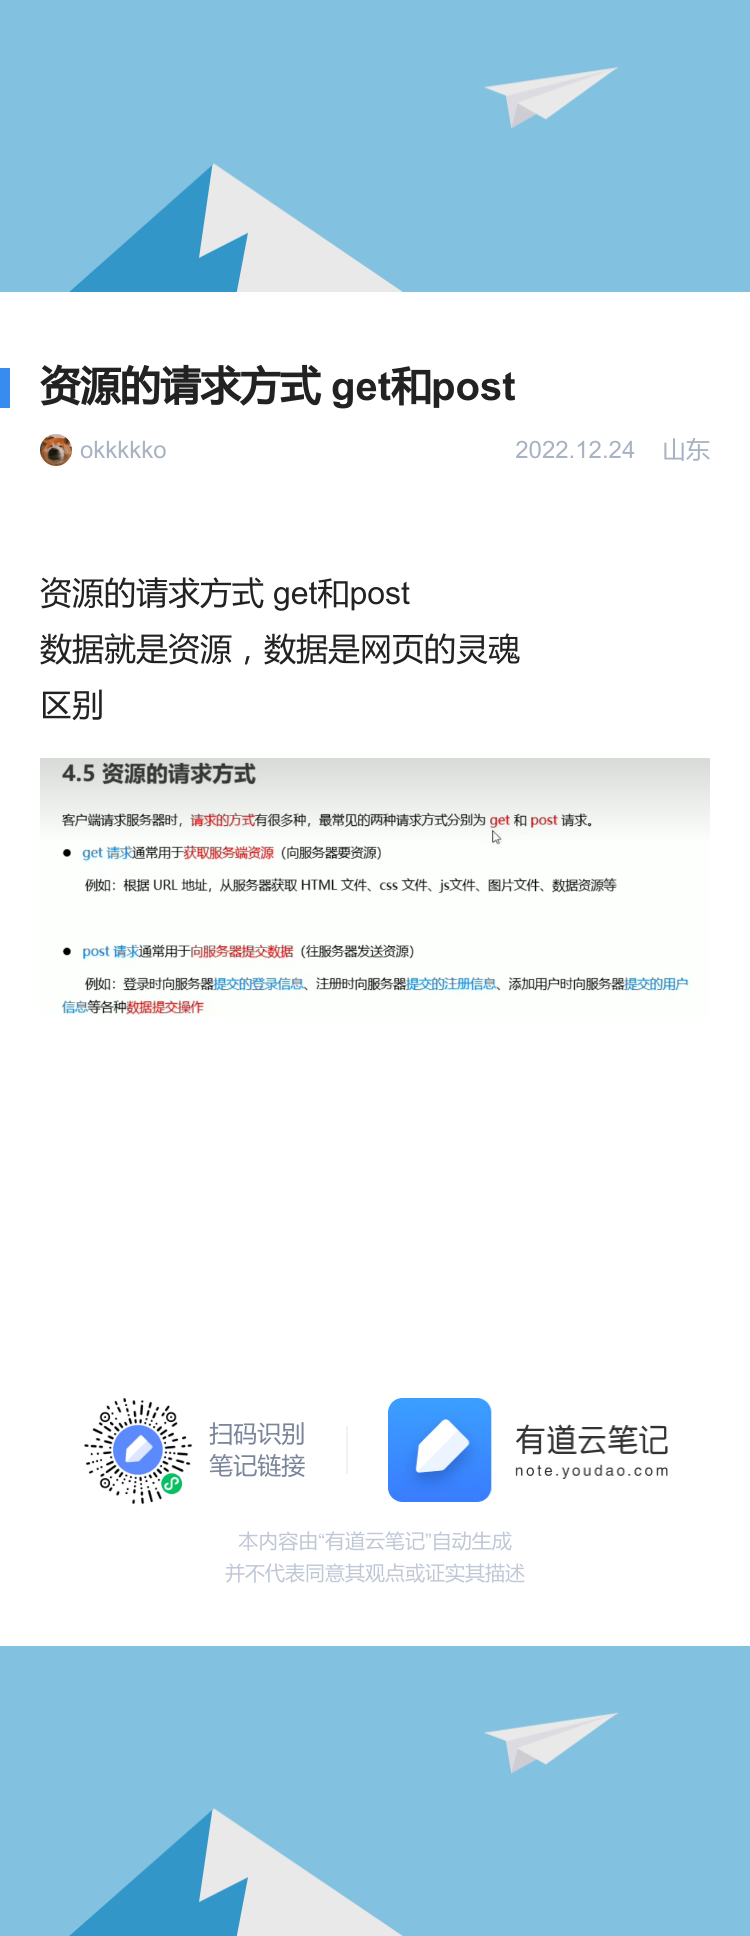 资源的请求方式 get和post
okkkkko 2022.12.24 山东
资源的请求方式 get和post
数据就是资源，数据是网页的灵魂
区别
4.5 资源的请求方式
客户端请求服务器时，请求的方式有很多种，最常见的两种请求方式分别为 get 和 post 请求。
● get 请求通常用于获取服务端资源（向服务器要资源）
例如：根据 URL 地址，从服务器获取 HTML 文件、css 文件、js文件、图片文件、数据资源等
● post 请求通常用于向服务器提交数据（往服务器发送资源）
例如：登录时向服务器提交的登录信息、注册时向服务器提交的注册信息、添加用户时向服务器提交的用户
信息等各种数据提交操作
扫码识别
笔记链接
有道云笔记
note.youdao.com
本内容由“有道云笔记”自动生成
并不代表同意其观点或证实其描述